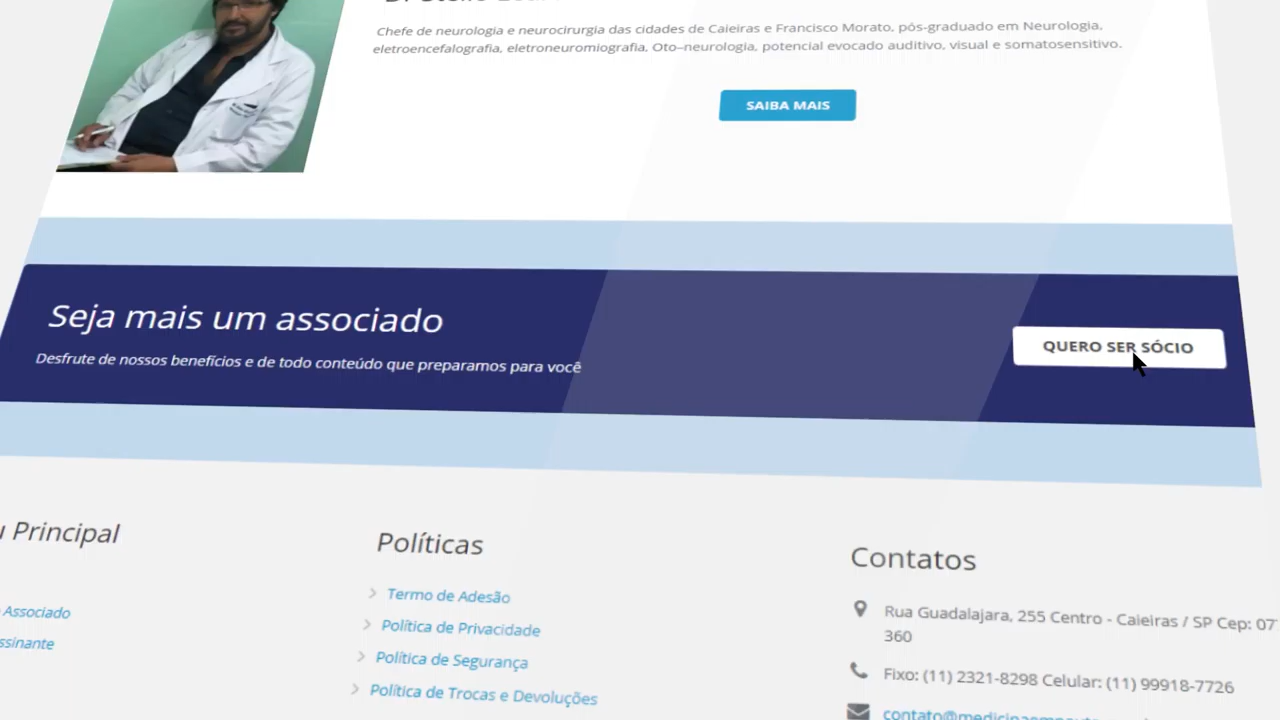 Chefe de neurologia e neurocirurgia das cidades de Caieiras e Francisco Morato, pós-graduado em Neurologia,
eletroencefalografia, eletroneuromiografia, Oto–neurologia, potencial evocado auditivo, visual e somatosensitivo.
SAIBA MAIS
Seja mais um associado
Desfrute de nossos benefícios e de todo conteúdo que preparamos para você
QUERO SER SÓCIO
Principal
Associado
Políticas
Termo de Adesão
Política de Privacidade
Política de Segurança
Política de Trocas e Devoluções
Contatos
Rua Guadalajara, 255 Centro - Caieiras / SP Cep: 07
360
Fixo: (11) 2321-8298 Celular: (11) 99918-7726